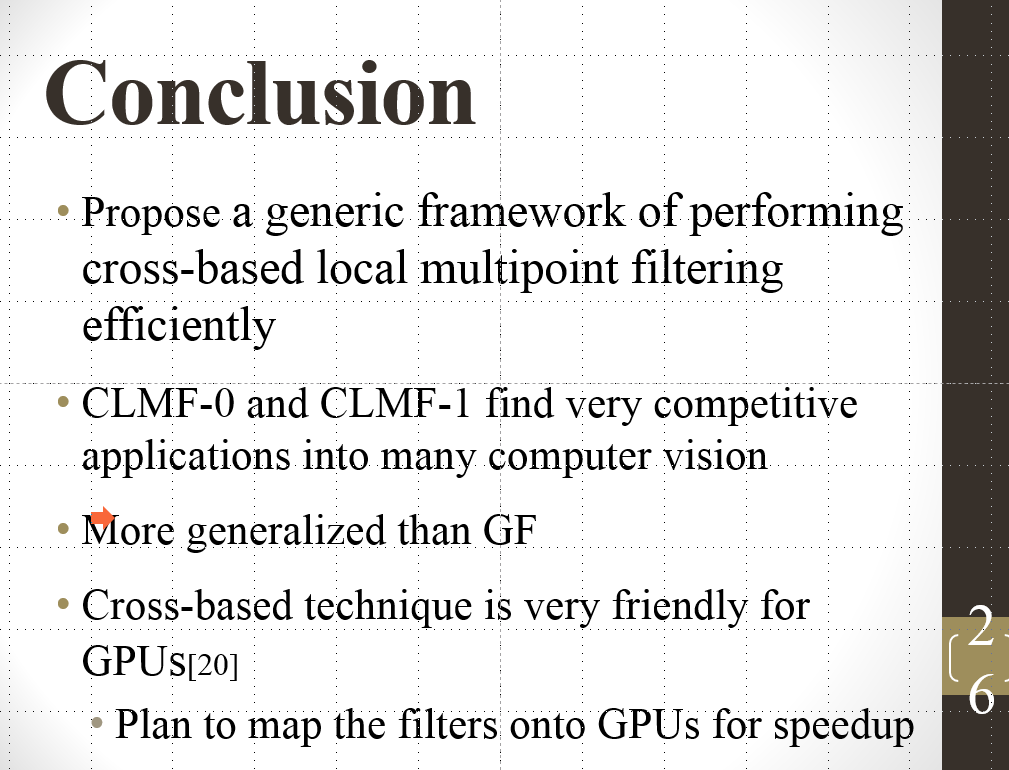 Conclusion
• Propose a generic framework of performing
cross-based local multipoint filtering
efficiently
• CLMF-0 and CLMF-1 find very competitive
applications into many computer vision
• More generalized than GF
• Cross-based technique is very friendly for
GPUs[20]
• Plan to map the filters onto GPUs for speedup
2
6